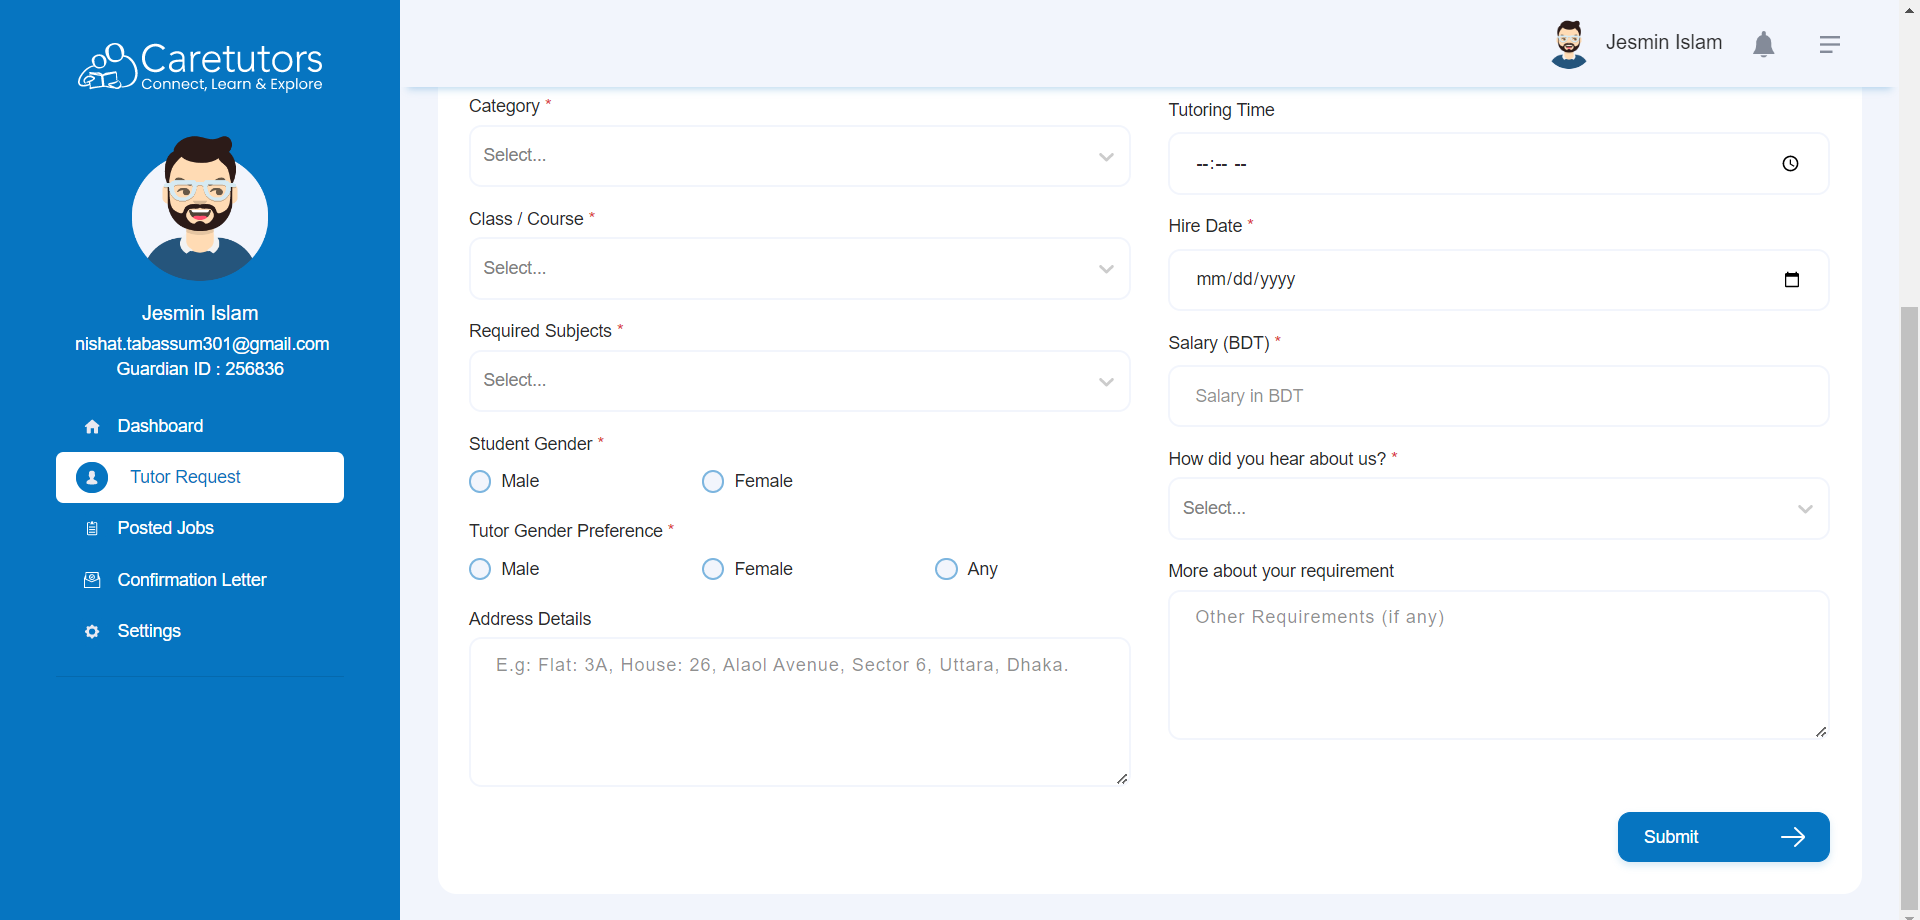 Caretutors
Connect, Learn & Explore
Jesmin Islam
nishat.tabassum301@gmail.com
Guardian ID : 256836
Dashboard
Tutor Request
Posted Jobs
Confirmation Letter
Settings
Jesmin Islam
Category *
Select...
Class / Course *
Select...
Required Subjects *
Select...
Student Gender *
Male Female
Tutor Gender Preference *
Male Female Any
Address Details
E.g: Flat: 3A, House: 26, Alaol Avenue, Sector 6, Uttara, Dhaka.
Tutoring Time
--:-- --
Hire Date *
mm/dd/yyyy
Salary (BDT) *
Salary in BDT
How did you hear about us? *
Select...
More about your requirement
Other Requirements (if any)
Submit